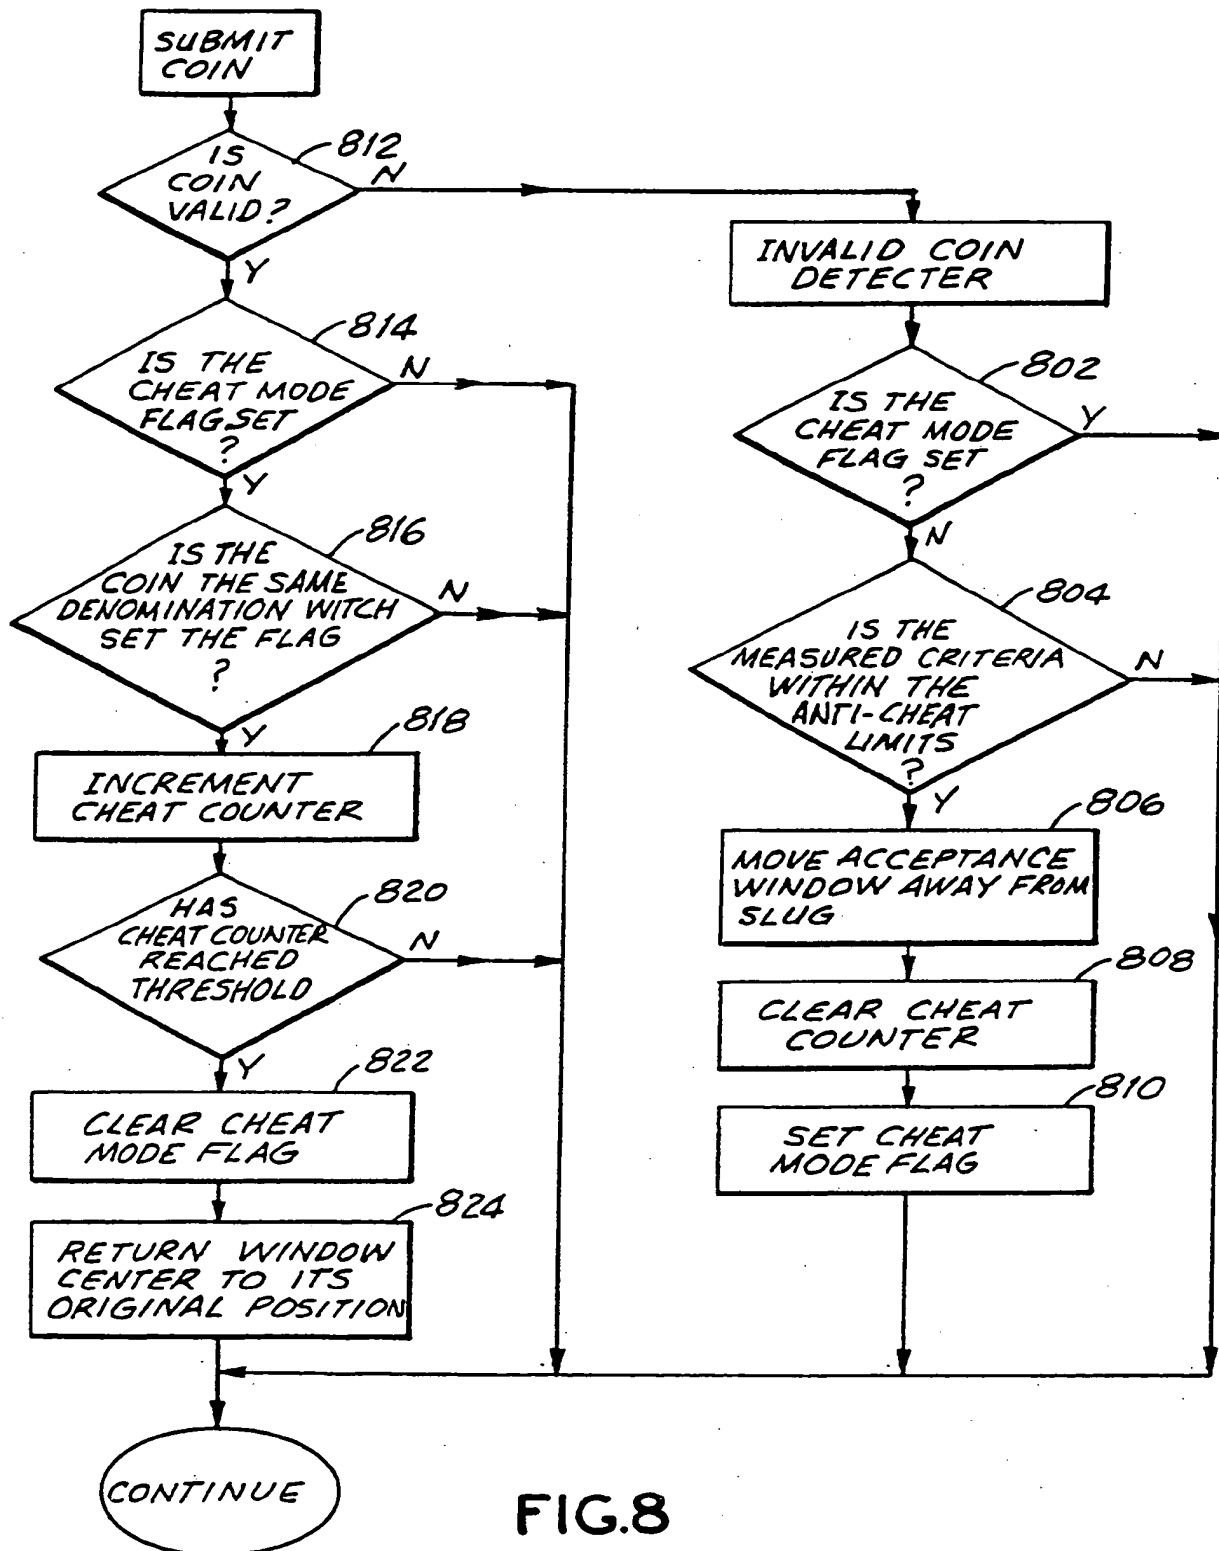 SUBMIT
COIN
812
IS
COIN
VALID?
N
Y
INVALID COIN
DETECTER
814
IS THE
CHEAT MODE
FLAG SET
?
N
Y
802
IS THE
CHEAT MODE
FLAG SET
?
Y
N
816
IS THE
COIN THE SAME
DENOMINATION WITCH
SET THE FLAG
?
N
Y
804
IS THE
MEASURED CRITERIA
WITHIN THE
ANTI-CHEAT
LIMITS
?
N
Y
818
INCREMENT
CHEAT COUNTER
806
MOVE ACCEPTANCE
WINDOW AWAY FROM
SLUG
820
HAS
CHEAT COUNTER
REACHED
THRESHOLD
N
Y
808
CLEAR CHEAT
COUNTER
822
CLEAR CHEAT
MODE FLAG
810
SET CHEAT
MODE FLAG
824
RETURN WINDOW
CENTER TO ITS
ORIGINAL POSITION
CONTINUE
FIG.8